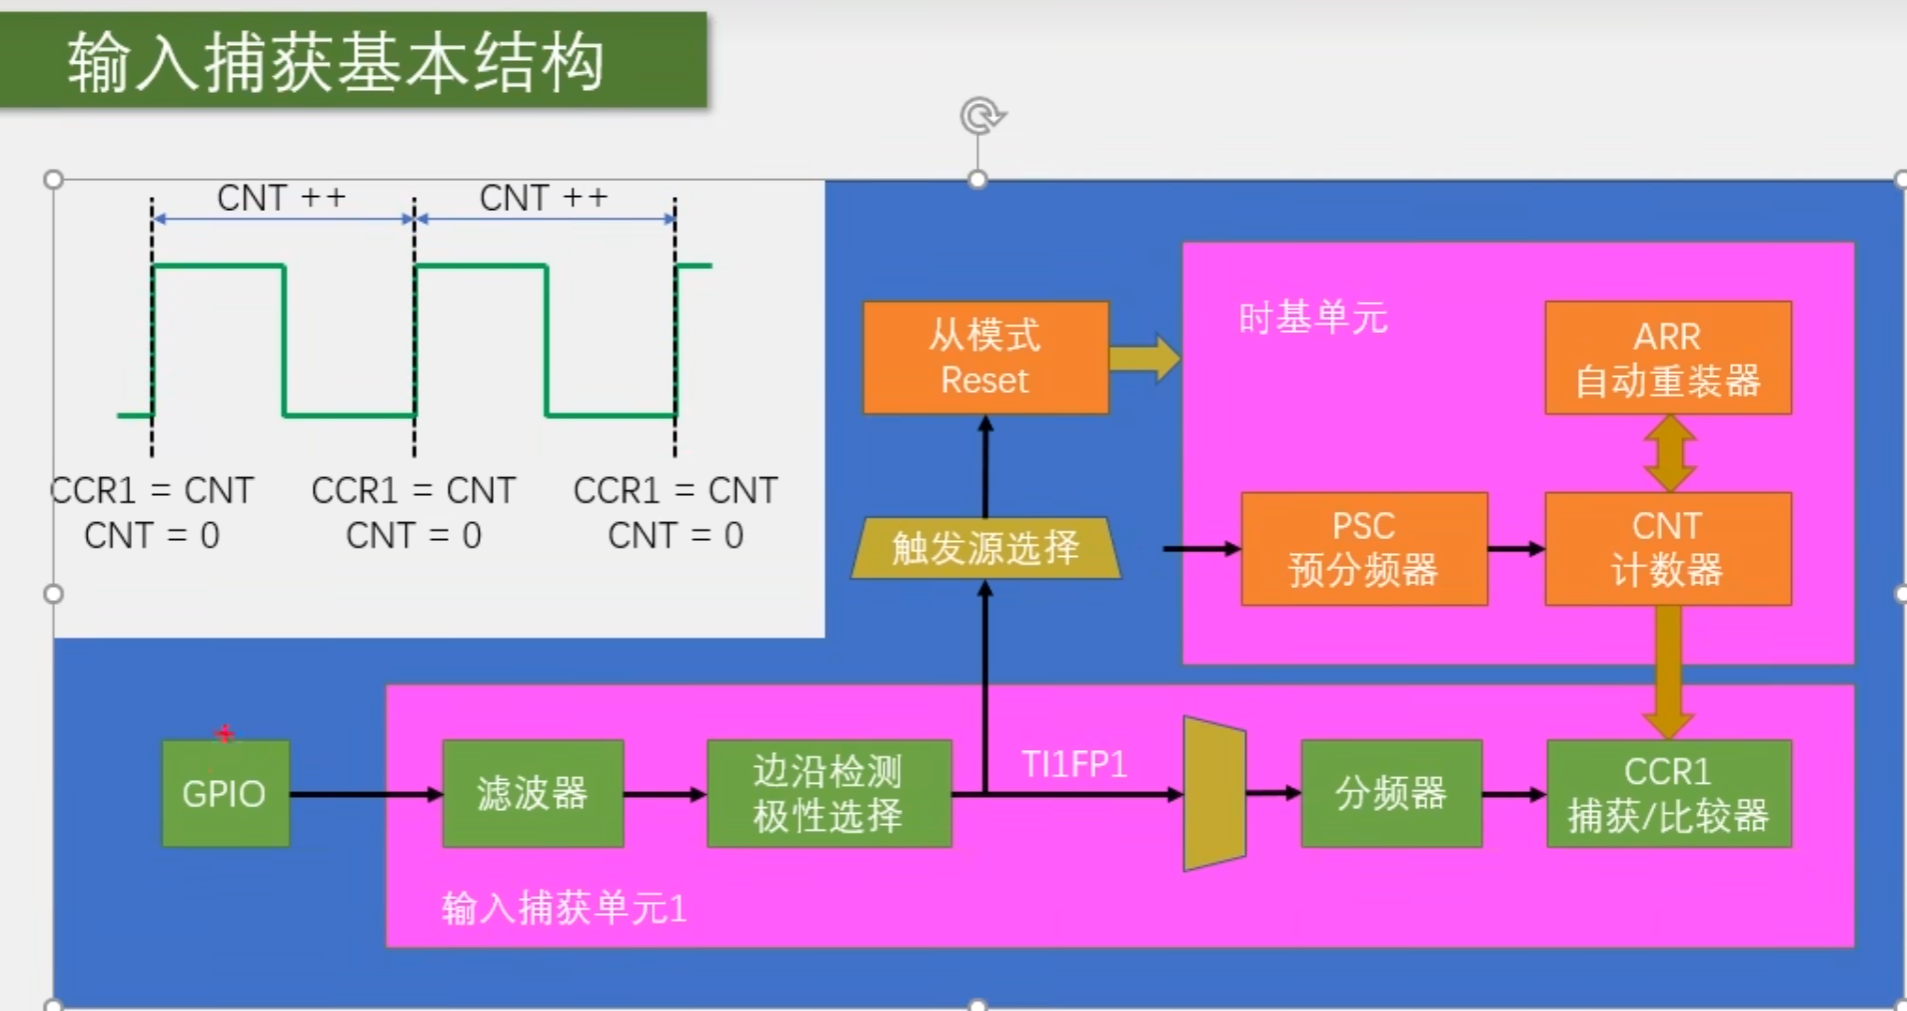 输入捕获基本结构
CNT ++
CNT ++
CCR1 = CNT
CNT = 0
CCR1 = CNT
CNT = 0
CCR1 = CNT
CNT = 0
从模式
Reset
时基单元
ARR
自动重装器
触发源选择
PSC
预分频器
CNT
计数器
GPIO
滤波器
边沿检测
极性选择
TI1FP1
分频器
CCR1
捕获/比较器
输入捕获单元1